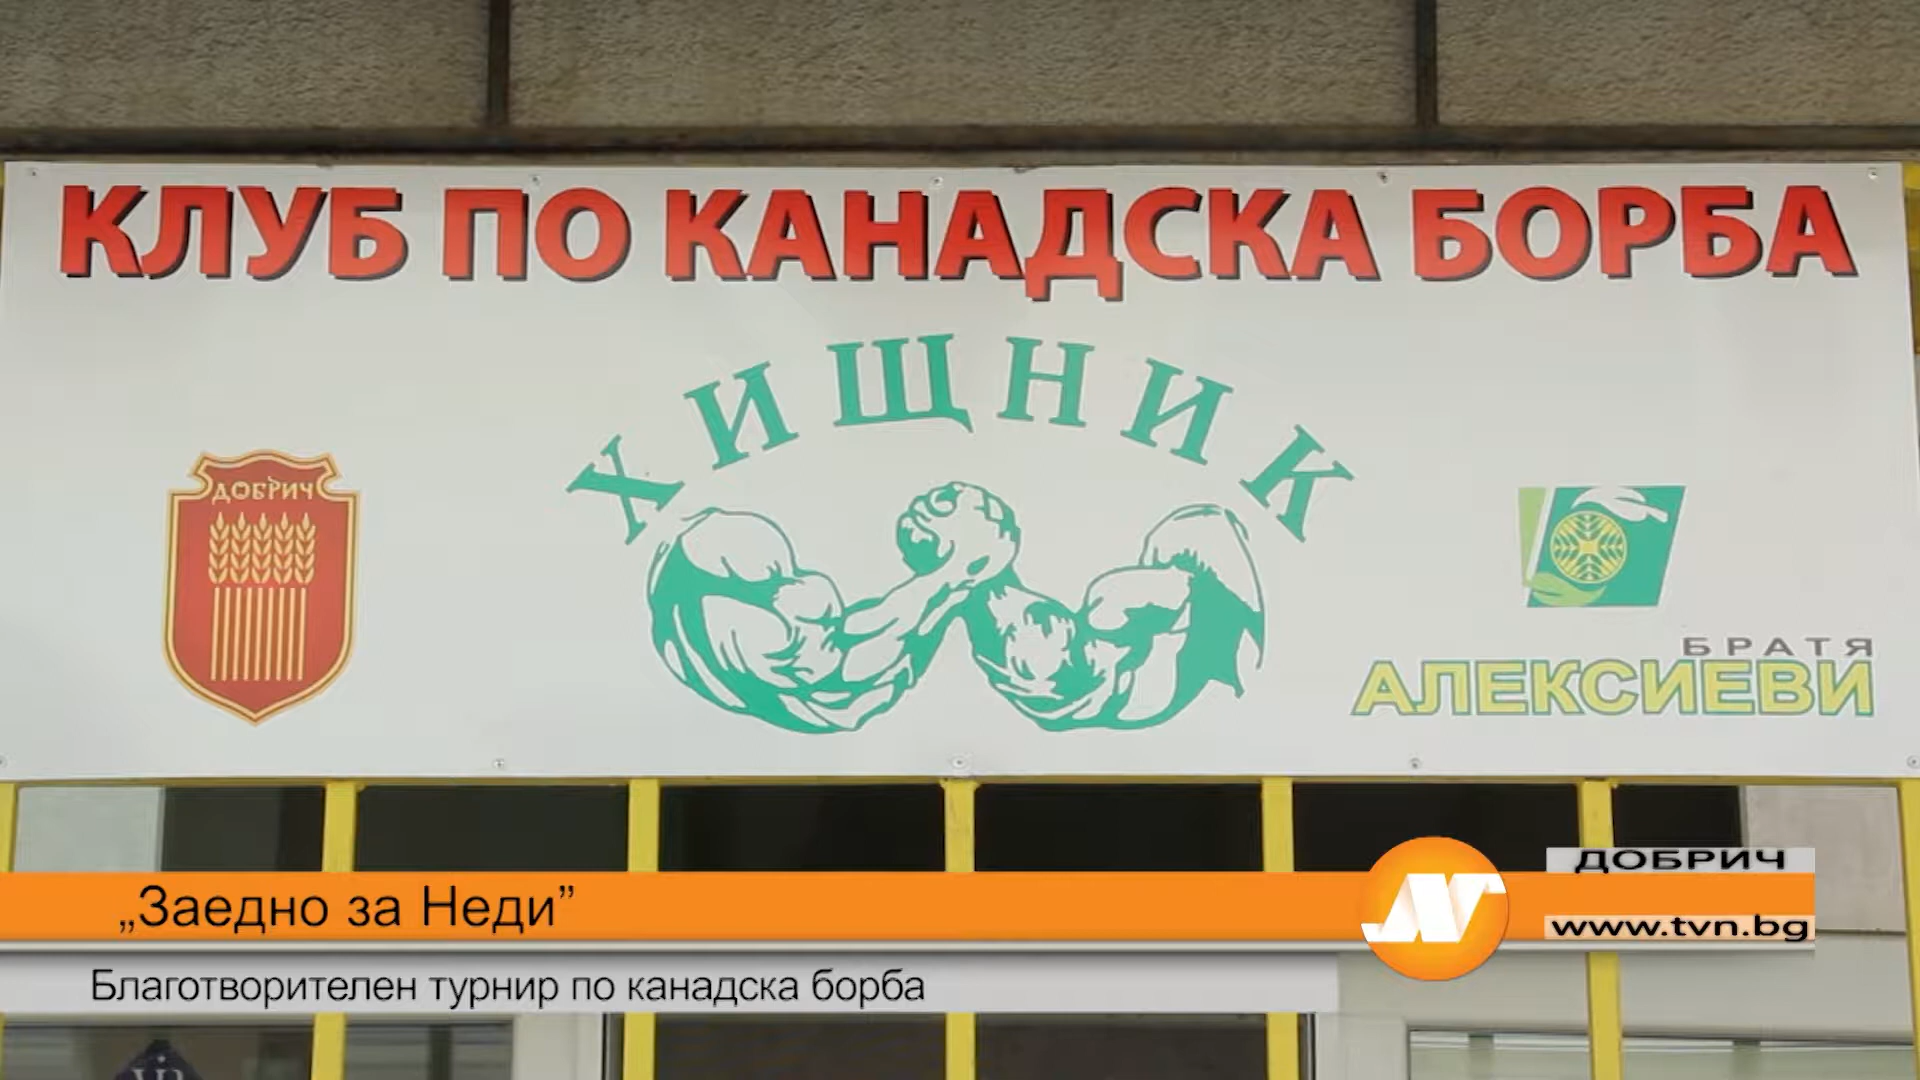 КЛУБ ПО КАНАДСКА БОРБА
ХИЩНИК
ДОБРИЧ
БРАТЯ
АЛЕКСИЕВИ
„Заедно за Неди”
Благотворителен турнир по канадска борба
ДОБРИЧ
www.tvn.bg